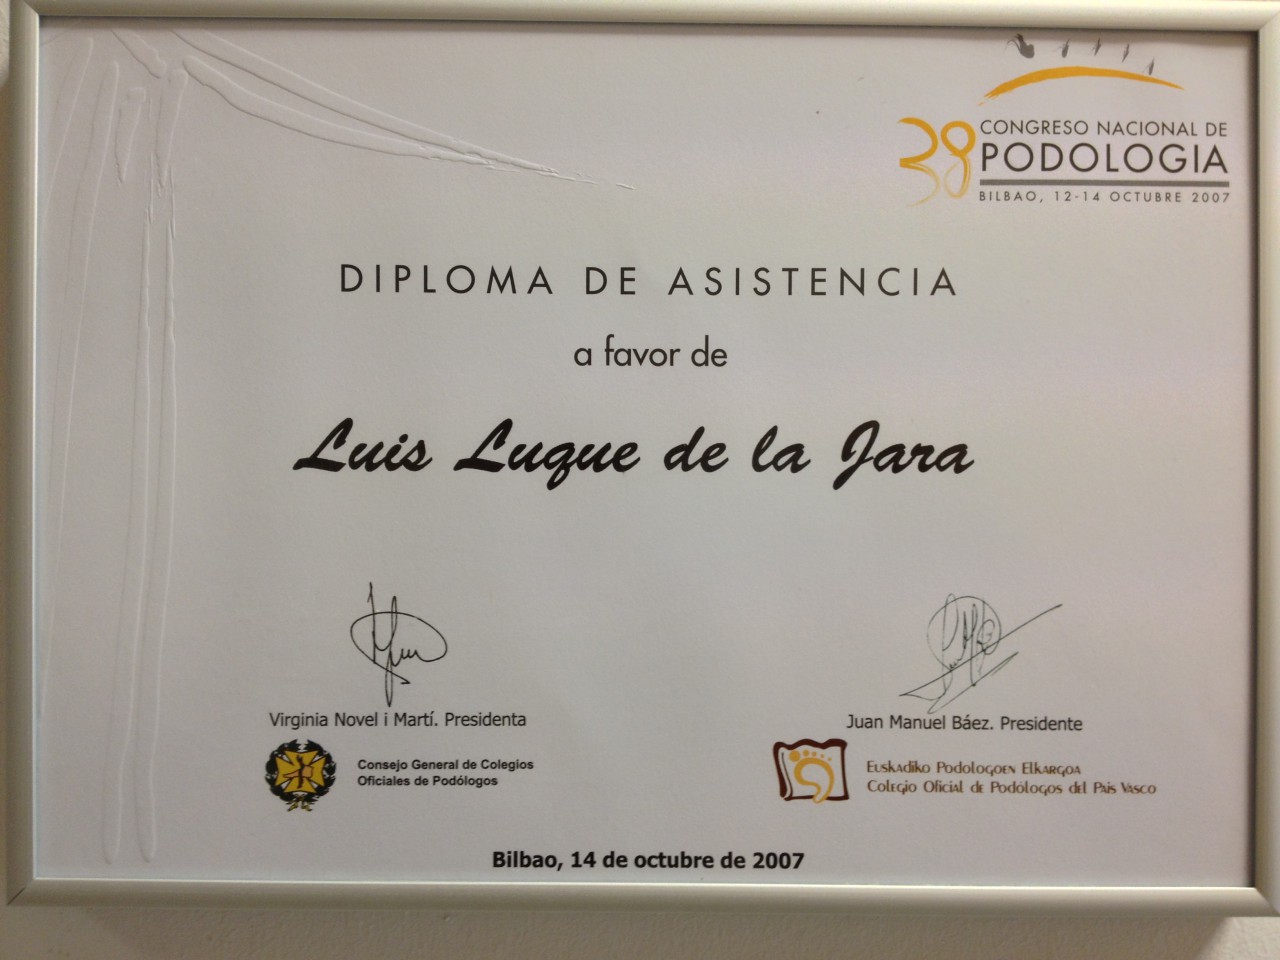 38 CONGRESO NACIONAL DE
PODOLOGIA
BILBAO, 12-14 OCTUBRE 2007
DIPLOMA DE ASISTENCIA
a favor de
Luis Luque de la Jara
Virginia Novel i Martí. Presidenta
Consejo General de Colegios
Oficiales de Podólogos
Juan Manuel Báez. Presidente
Euskadiko Podologoen Elkargoa
Colegio Oficial de Podólogos del País Vasco
Bilbao, 14 de octubre de 2007